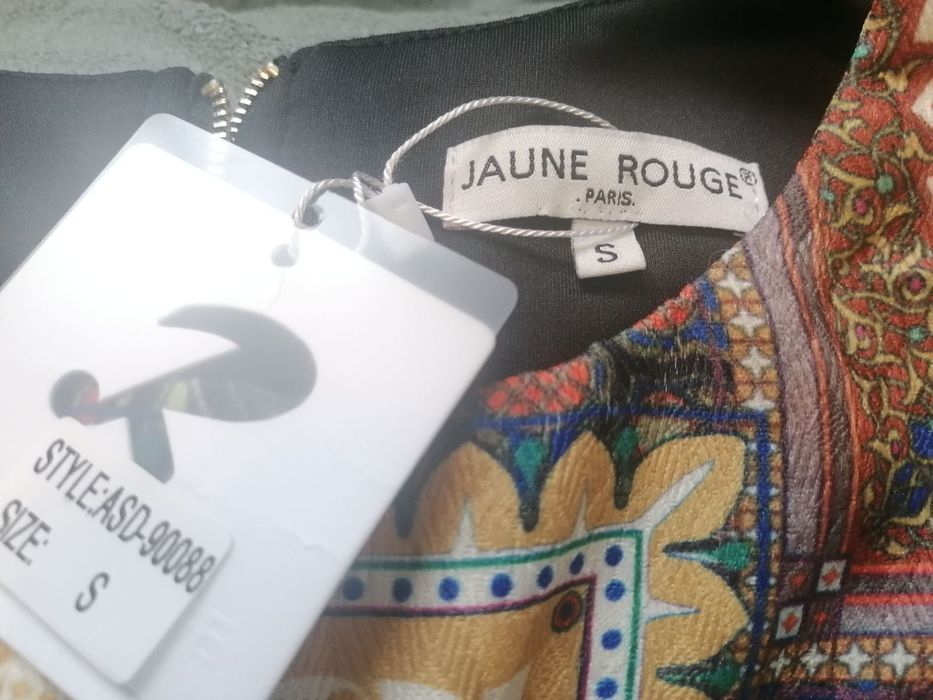 JAUNE ROUGE®
.PARIS.
S
STYLE:ASD-90088
SIZE:
S